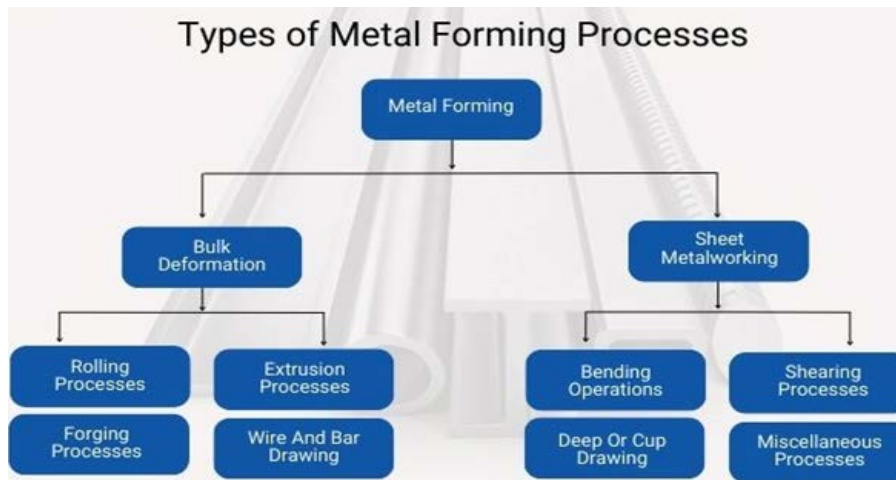 Types of Metal Forming Processes
Metal Forming
Bulk
Deformation
Sheet
Metalworking
Rolling
Processes
Extrusion
Processes
Bending
Operations
Shearing
Processes
Forging
Processes
Wire And Bar
Drawing
Deep Or Cup
Drawing
Miscellaneous
Processes